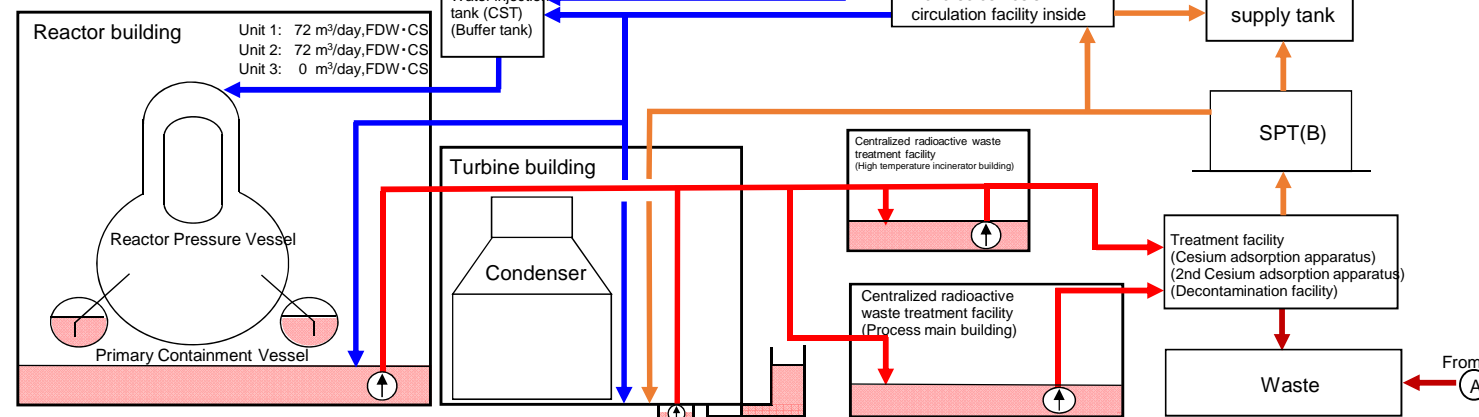 tank (CST)
(Buffer tank)
circulation facility inside
supply tank
Reactor building
Unit 1: 72 m³/day,FDW・CS
Unit 2: 72 m³/day,FDW・CS
Unit 3: 0 m³/day,FDW・CS
SPT(B)
Centralized radioactive waste
treatment facility
(High temperature incinerator building)
Turbine building
Reactor Pressure Vessel
Condenser
Treatment facility
(Cesium adsorption apparatus)
(2nd Cesium adsorption apparatus)
(Decontamination facility)
Centralized radioactive
waste treatment facility
(Process main building)
Primary Containment Vessel
Waste
From
A